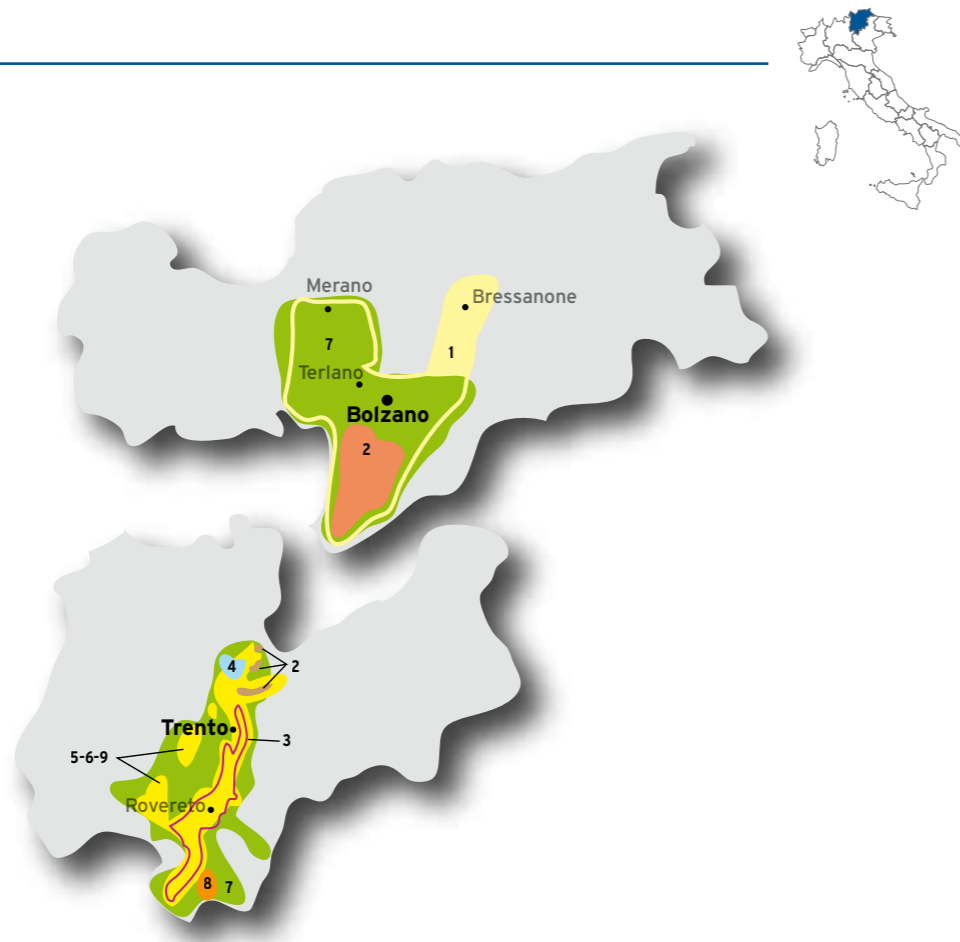 Merano
Bressanone
7
1
Terlano
Bolzano
2
4
2
Trento
3
5-6-9
Rovereto
8
7